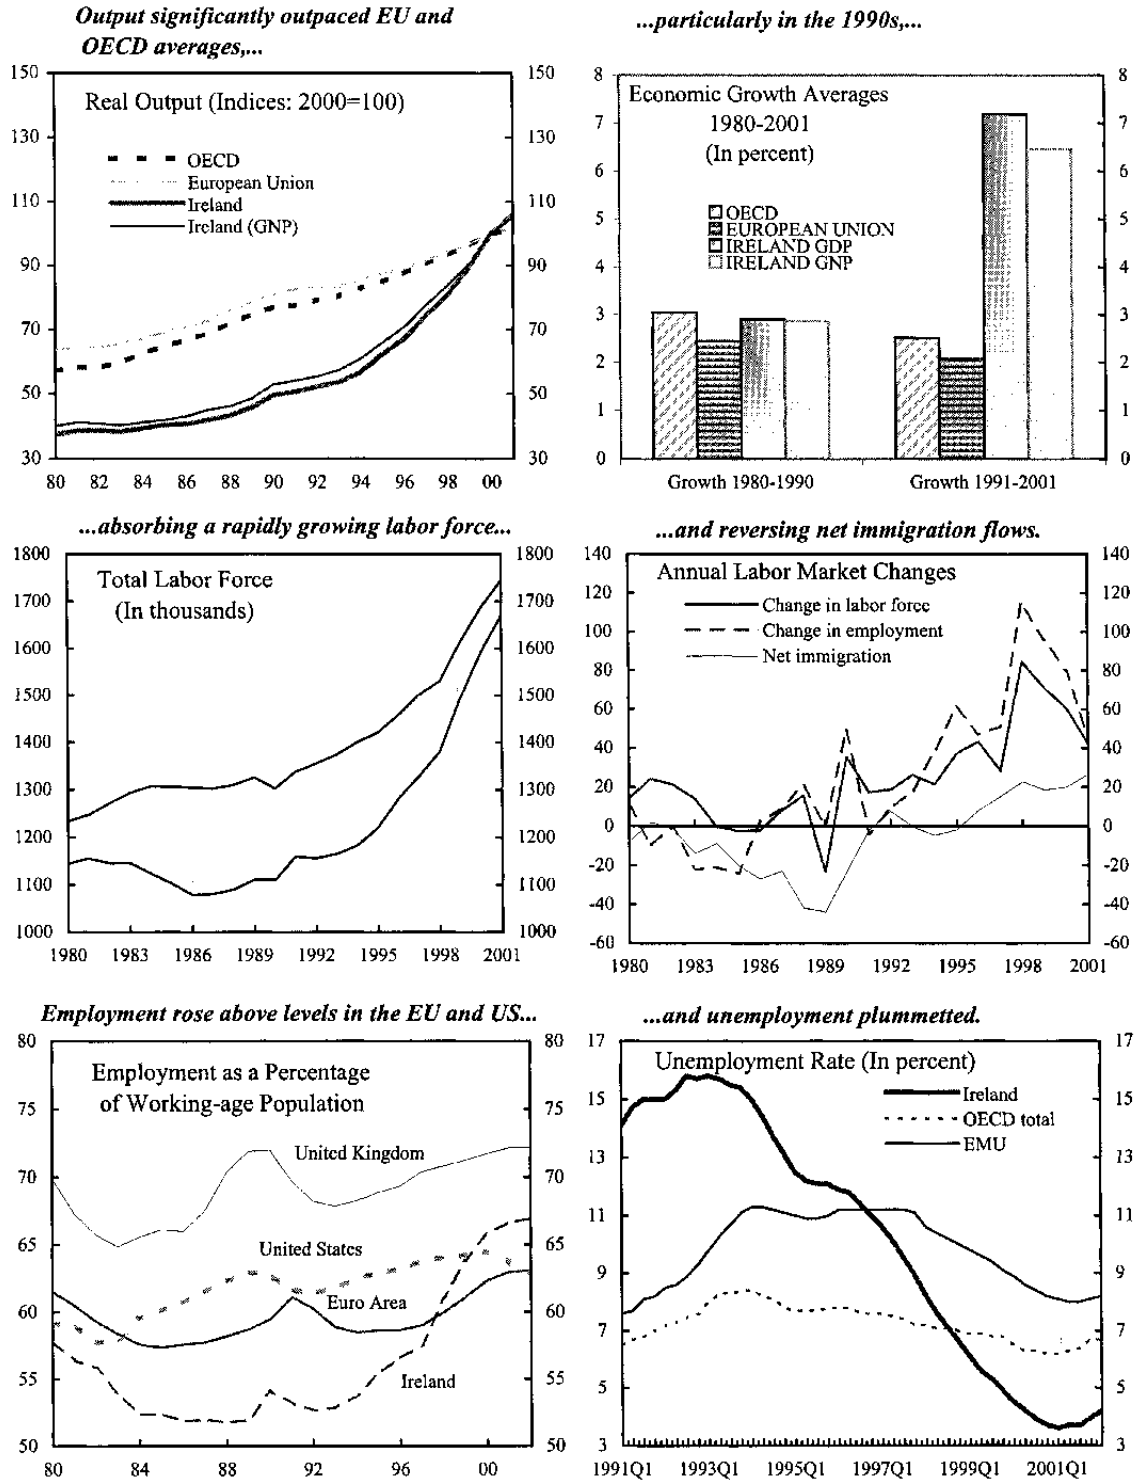 Output significantly outpaced EU and
OECD averages,...
150
130
110
90
70
50
30
Real Output (Indices: 2000=100)
OECD
European Union
Ireland
Ireland (GNP)
150
130
110
90
70
50
30
80 82 84 86 88 90 92 94 96 98 00
...particularly in the 1990s,...
8
7
6
5
4
3
2
1
0
Economic Growth Averages
1980-2001
(In percent)
OECD
EUROPEAN UNION
IRELAND GDP
IRELAND GNP
8
7
6
5
4
3
2
1
0
Growth 1980-1990 Growth 1991-2001
...absorbing a rapidly growing labor force...
1800
1700
1600
1500
1400
1300
1200
1100
1000
Total Labor Force
(In thousands)
1800
1700
1600
1500
1400
1300
1200
1100
1000
1980 1983 1986 1989 1992 1995 1998 2001
...and reversing net immigration flows.
140
120
100
80
60
40
20
0
-20
-40
-60
Annual Labor Market Changes
Change in labor force
Change in employment
Net immigration
140
120
100
80
60
40
20
0
-20
-40
-60
1980 1983 1986 1989 1992 1995 1998 2001
Employment rose above levels in the EU and US...
80
75
70
65
60
55
50
Employment as a Percentage
of Working-age Population
United Kingdom
United States
Euro Area
Ireland
80
75
70
65
60
55
50
80 84 88 92 96 00
...and unemployment plummetted.
17
15
13
11
9
7
5
3
Unemployment Rate (In percent)
Ireland
OECD total
EMU
17
15
13
11
9
7
5
3
1991Q1 1993Q1 1995Q1 1997Q1 1999Q1 2001Q1